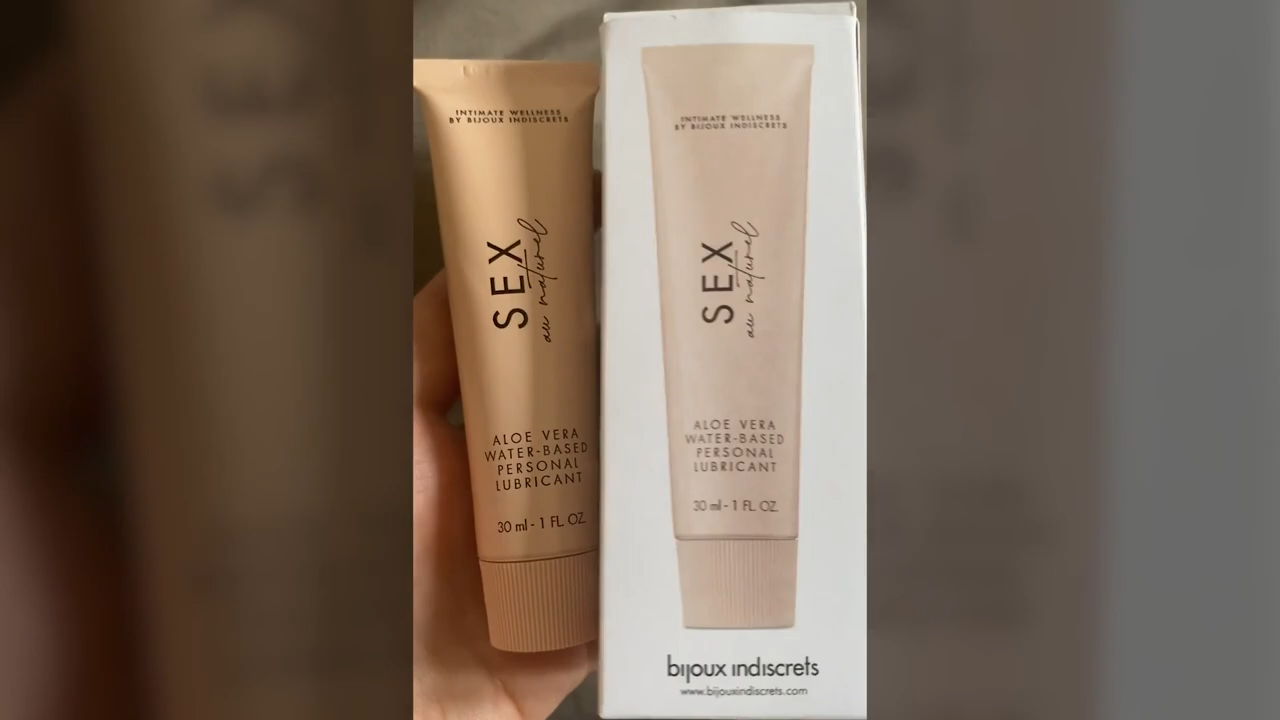 INTIMATE WELLNESS
BY BIJOUX INDISCRETS
SEX
au naturel
ALOE VERA
WATER-BASED
PERSONAL
LUBRICANT
30 ml - 1 FL. OZ.
INTIMATE WELLNESS
BY BIJOUX INDISCRETS
SEX
au naturel
ALOE VERA
WATER-BASED
PERSONAL
LUBRICANT
30 ml - 1 FL. OZ.
bijoux indiscrets
www.bijouxindiscrets.com